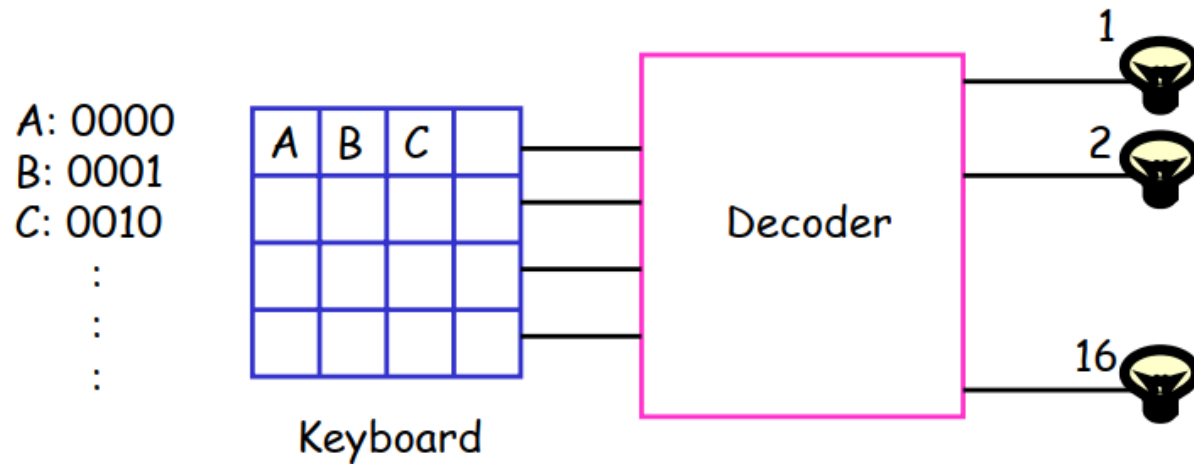 A: 0000
B: 0001
C: 0010
:
:
:
A B C
Keyboard
Decoder
1
2
16